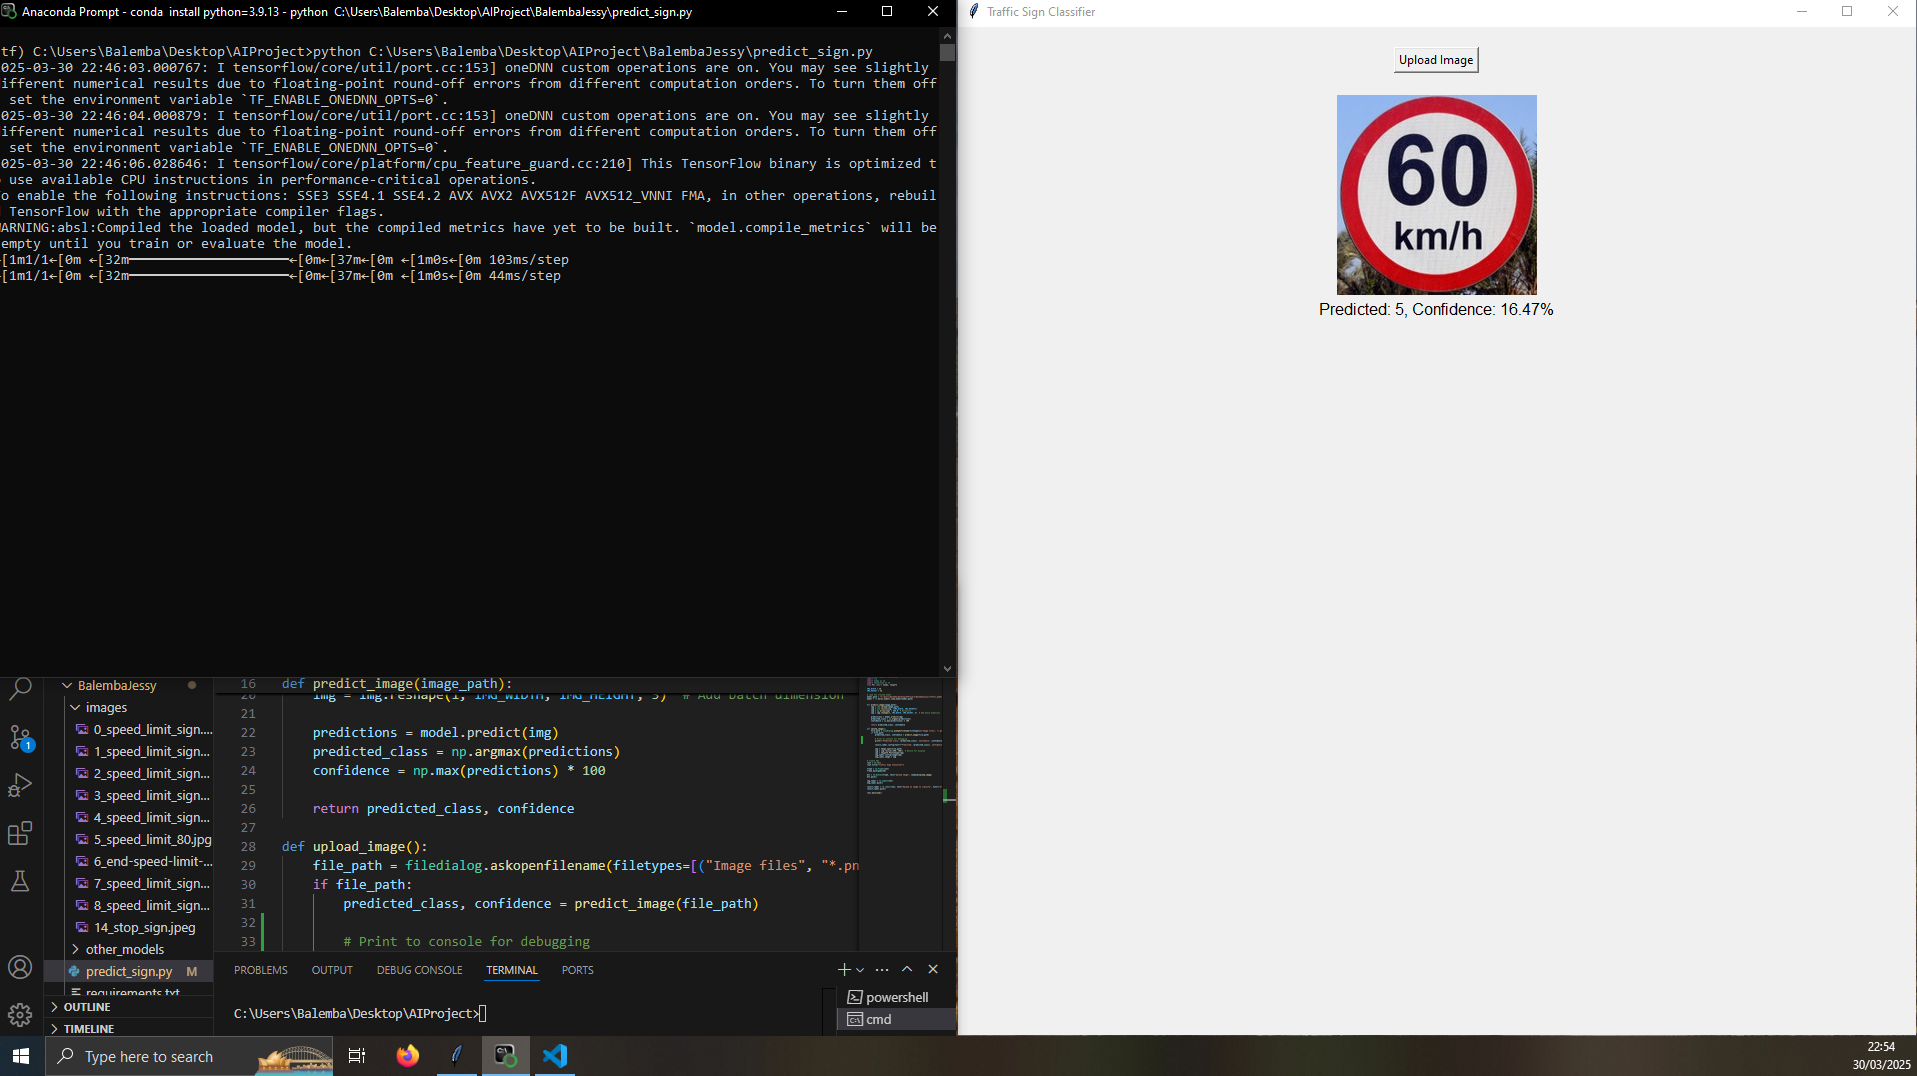 Anaconda Prompt - conda  install python=3.9.13 - python  C:\Users\Balemba\Desktop\AIProject\BalembaJessy\predict_sign.py
tf) C:\Users\Balemba\Desktop\AIProject>python C:\Users\Balemba\Desktop\AIProject\BalembaJessy\predict_sign.py
025-03-30 22:46:03.000767: I tensorflow/core/util/port.cc:153] oneDNN custom operations are on. You may see slightly
ifferent numerical results due to floating-point round-off errors from different computation orders. To turn them off
 set the environment variable `TF_ENABLE_ONEDNN_OPTS=0`.
025-03-30 22:46:04.000879: I tensorflow/core/util/port.cc:153] oneDNN custom operations are on. You may see slightly
ifferent numerical results due to floating-point round-off errors from different computation orders. To turn them off
 set the environment variable `TF_ENABLE_ONEDNN_OPTS=0`.
025-03-30 22:46:06.028646: I tensorflow/core/platform/cpu_feature_guard.cc:210] This TensorFlow binary is optimized t
 use available CPU instructions in performance-critical operations.
o enable the following instructions: SSE3 SSE4.1 SSE4.2 AVX AVX2 AVX512F AVX512_VNNI FMA, in other operations, rebuil
 TensorFlow with the appropriate compiler flags.
ARNING:absl:Compiled the loaded model, but the compiled metrics have yet to be built. `model.compile_metrics` will be
empty until you train or evaluate the model.
[1m1/1←[0m ←[32m━━━━━━━━━━━━━━━━━━━━←[0m←[37m←[0m ←[1m0s←[0m 103ms/step
[1m1/1←[0m ←[32m━━━━━━━━━━━━━━━━━━━━←[0m←[37m←[0m ←[1m0s←[0m 44ms/step
Traffic Sign Classifier
Upload Image
60
km/h
Predicted: 5, Confidence: 16.47%
BalembaJessy
images
0_speed_limit_sign....
1_speed_limit_sign...
2_speed_limit_sign...
3_speed_limit_sign...
4_speed_limit_sign...
5_speed_limit_80.jpg
6_end-speed-limit-...
7_speed_limit_sign...
8_speed_limit_sign...
14_stop_sign.jpeg
other_models
predict_sign.py M
requirements.txt
OUTLINE
TIMELINE
1
16 def predict_image(image_path):
20 img = img.reshape(1, IMG_WIDTH, IMG_HEIGHT, 3)  # Add batch dimension
21
22 predictions = model.predict(img)
23 predicted_class = np.argmax(predictions)
24 confidence = np.max(predictions) * 100
25
26 return predicted_class, confidence
27
28 def upload_image():
29 file_path = filedialog.askopenfilename(filetypes=[("Image files", "*.pn
30 if file_path:
31 predicted_class, confidence = predict_image(file_path)
32
33 # Print to console for debugging
PROBLEMS OUTPUT DEBUG CONSOLE TERMINAL PORTS
C:\Users\Balemba\Desktop\AIProject>
powershell
cmd
Type here to search
22:54
30/03/2025